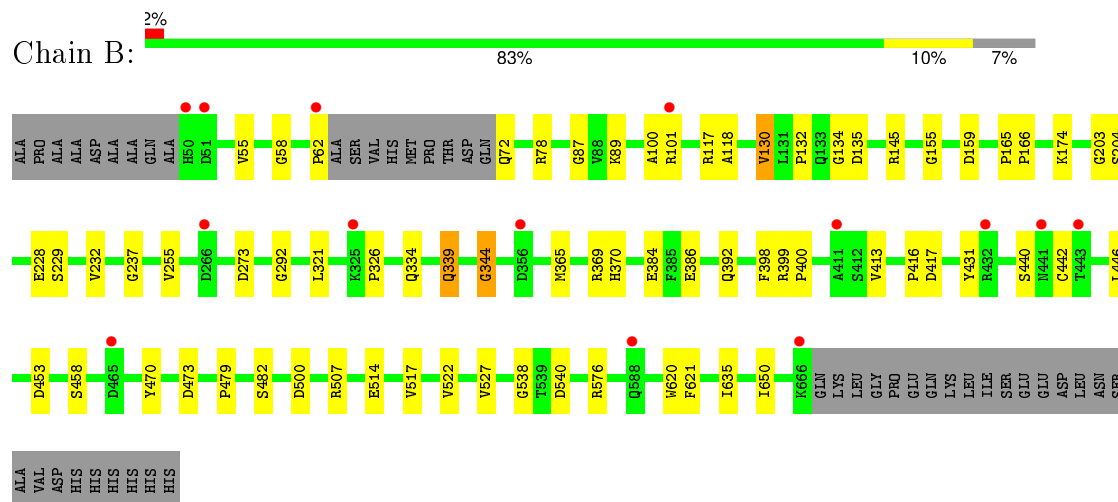 2%
Chain B:
83% 10% 7%
ALA PRO ALA ALA ALA ASP ALA ALA GLN ALA H50 D51 V55 G58 P62 ALA SER VAL HIS MET PRO THR ASP GLN Q72 R78 G87 V88 K89 A100 R101 R117 A118 V130 L131 P132 Q133 G134 D135 R145 G155 D159 P165 P166 K174 G203 S204
E228 S229 V232 G237 V255 D266 D273 G292 L321 K325 P326 Q334 Q339 G344 D356 M365 R369 H370 E384 F385 E386 Q392 F398 R399 P400 A411 S412 V413 P416 D417 Y431 R432 S440 N441 C442 T443 L446
D453 S458 D465 Y470 D473 P479 S482 D500 R507 E514 V517 V522 V527 G538 T539 D540 R576 Q588 W620 F621 I635 I650 K666 GLN LYS LEU GLY PRO GLU GLN LYS LEU ILE SER GLU GLU ASP LEU ASN SER
ALA VAL ASP HIS HIS HIS HIS HIS HIS